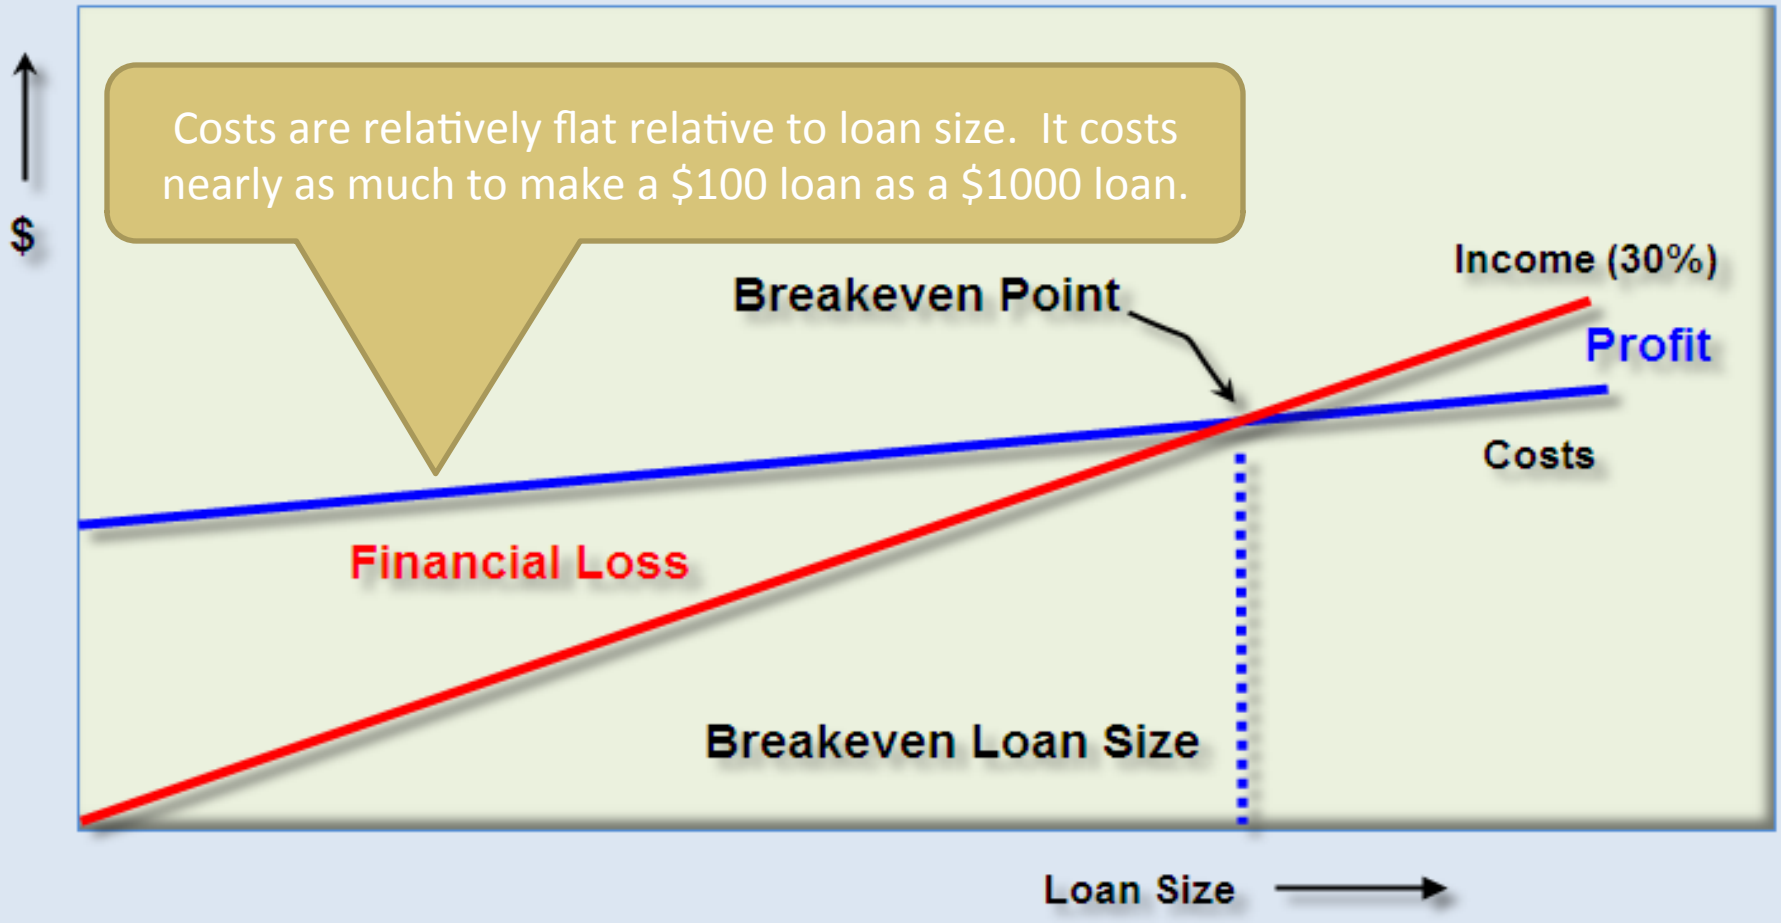 Costs are relatively flat relative to loan size.  It costs
nearly as much to make a $100 loan as a $1000 loan.
$
Income (30%)
Breakeven Point
Profit
Costs
Financial Loss
Breakeven Loan Size
Loan Size